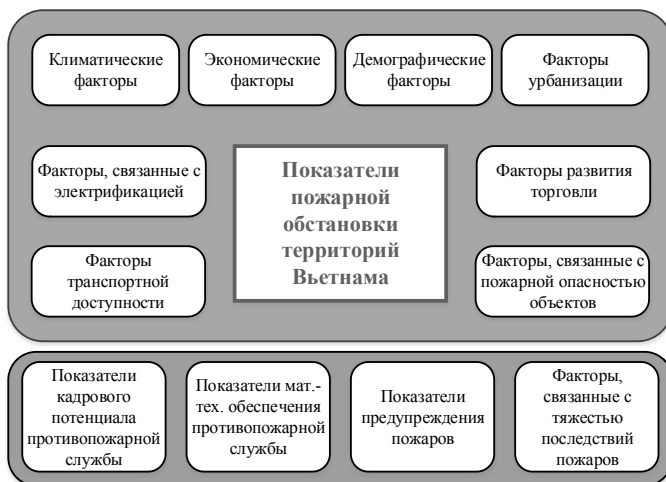 Климатические
факторы
Экономические
факторы
Демографические
факторы
Факторы
урбанизации
Факторы, связанные с
электрификацией
Показатели
пожарной
обстановки
территорий
Вьетнама
Факторы развития
торговли
Факторы
транспортной
доступности
Факторы, связанные с
пожарной опасностью
объектов
Показатели
кадрового
потенциала
противопожарной
службы
Показатели мат.-
тех. обеспечения
противопожарной
службы
Показатели
предупреждения
пожаров
Факторы,
связанные с
тяжестью
последствий
пожаров